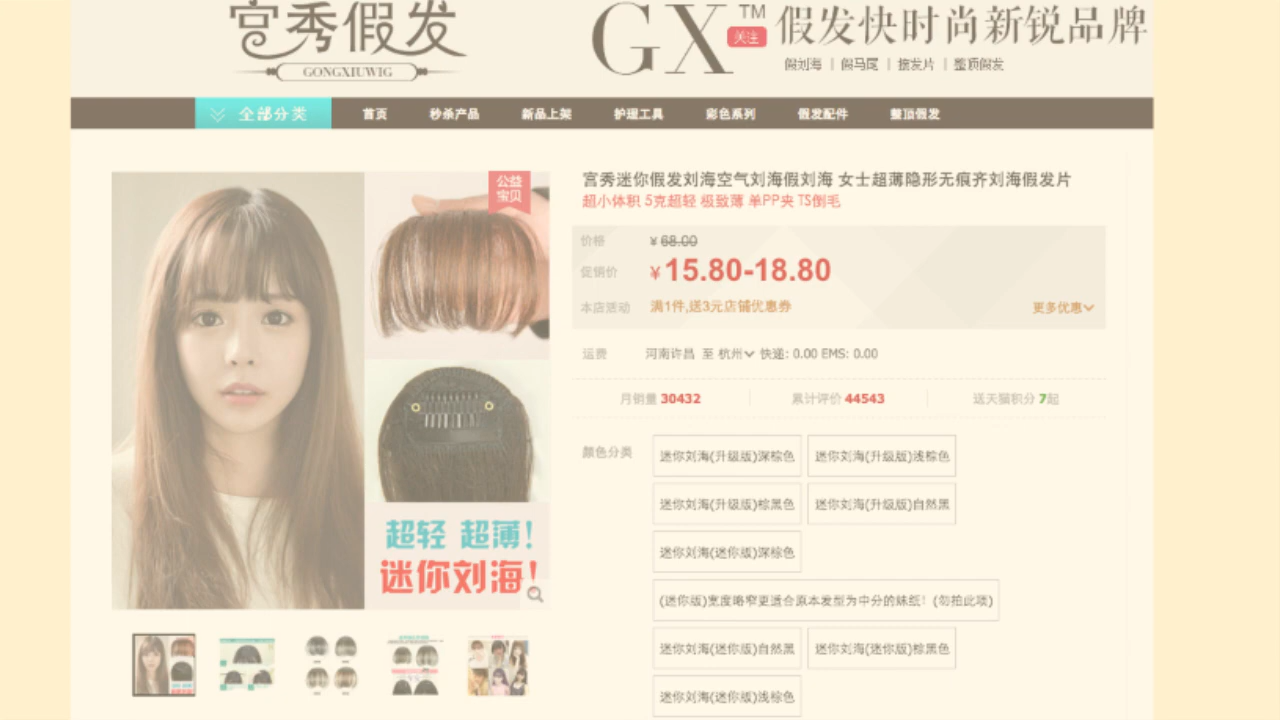 宫秀假发
GONGXIUWIG
GX TM
关注
假发快时尚新锐品牌
假刘海 | 假马尾 | 接发片 | 整顶假发
全部分类 首页 秒杀产品 新品上架 护理工具 彩色系列 假发配件 整顶假发
公益
宝贝
超轻 超薄!
迷你刘海!
宫秀迷你假发刘海空气刘海假刘海 女士超薄隐形无痕齐刘海假发片
超小体积 5克超轻 极致薄 单PP夹 TS倒毛
价格 ¥68.00
促销价 ¥15.80-18.80
本店活动 满1件,送3元店铺优惠券 更多优惠
运费 河南许昌 至 杭州 快递: 0.00 EMS: 0.00
月销量 30432 累计评价 44543 送天猫积分 7起
颜色分类 迷你刘海(升级版)深棕色 迷你刘海(升级版)浅棕色
迷你刘海(升级版)棕黑色 迷你刘海(升级版)自然黑
迷你刘海(迷你版)深棕色
(迷你版)宽度略窄更适合原本发型为中分的妹纸! (勿拍此项)
迷你刘海(迷你版)自然黑 迷你刘海(迷你版)棕黑色
迷你刘海(迷你版)浅棕色